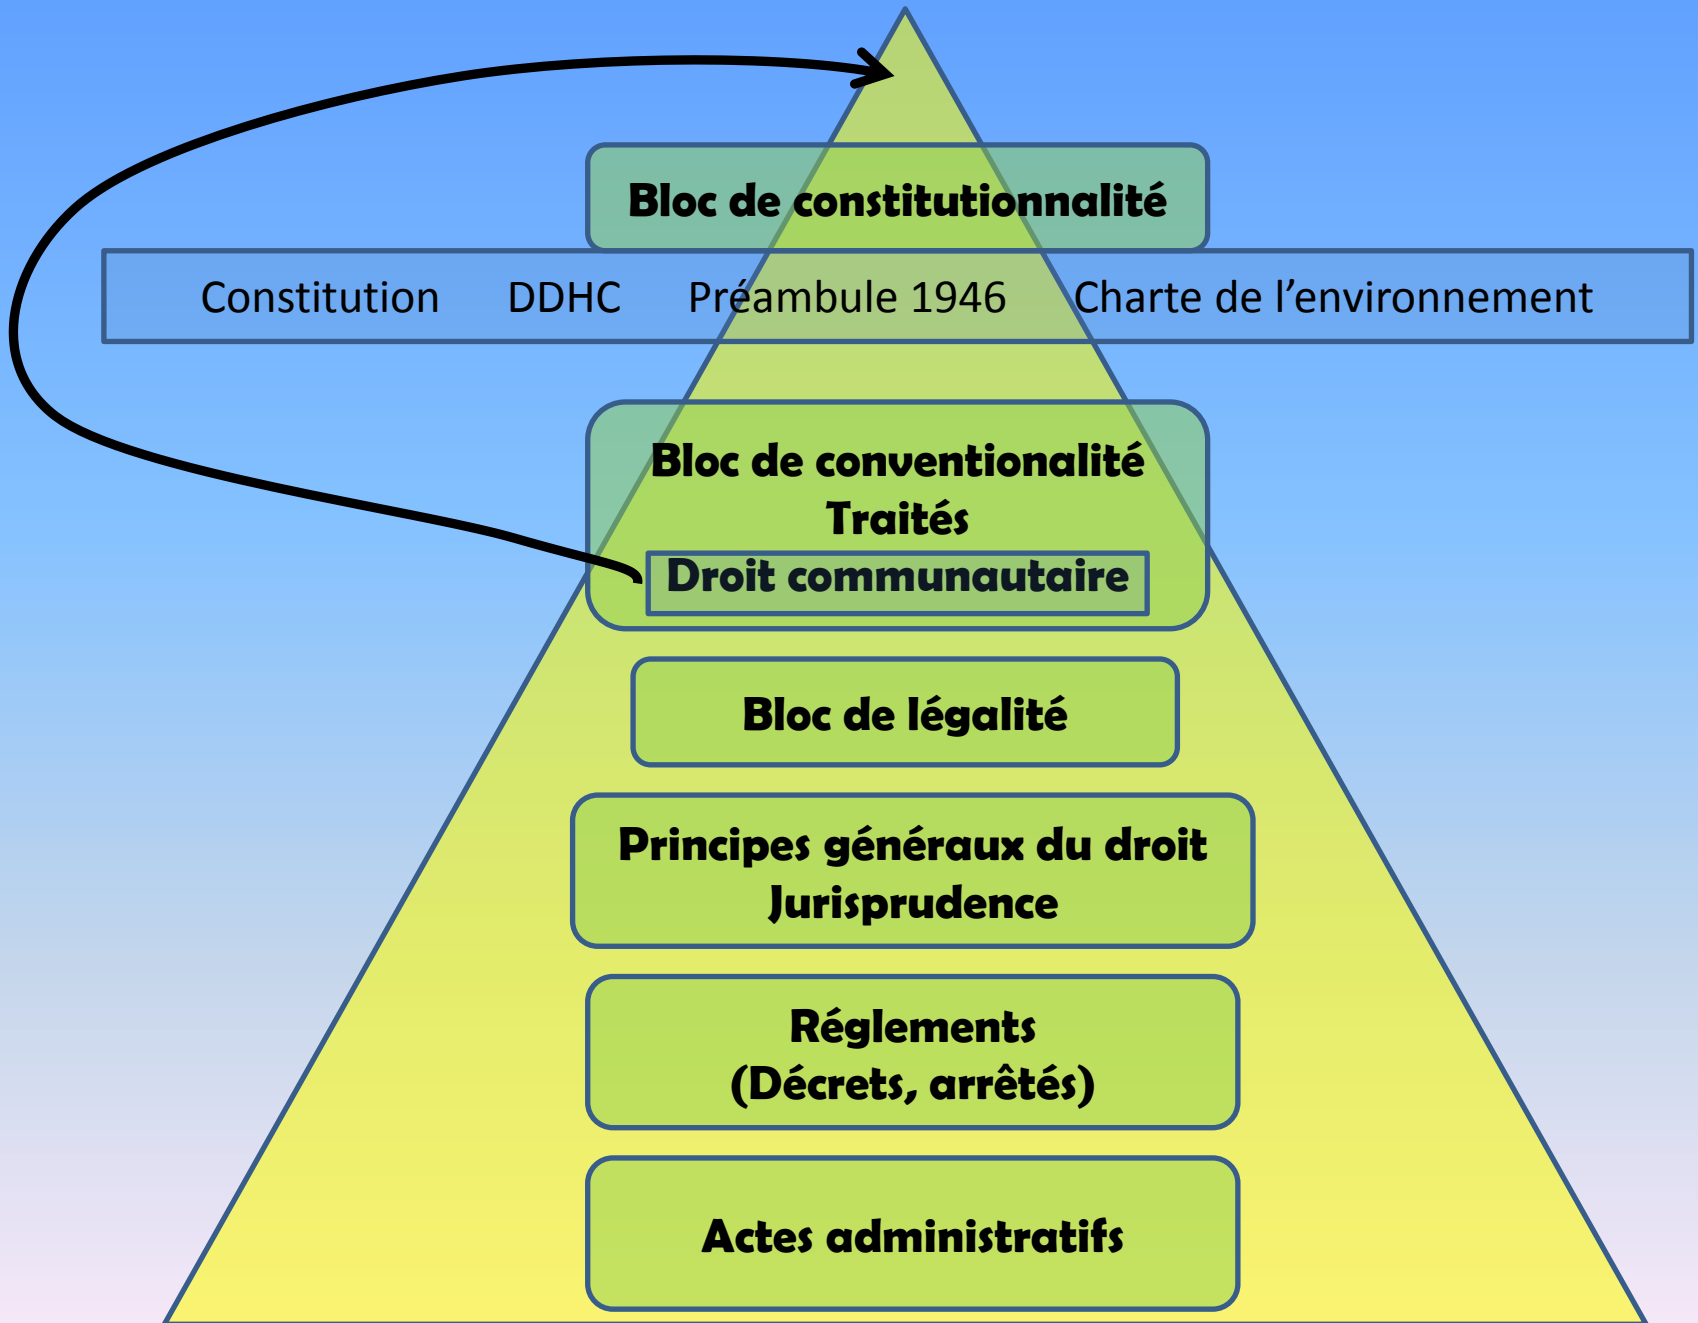 Bloc de constitutionnalité
Constitution DDHC Préambule 1946 Charte de l’environnement
Bloc de conventionalité
Traités
Droit communautaire
Bloc de légalité
Principes généraux du droit
Jurisprudence
Réglements
(Décrets, arrêtés)
Actes administratifs